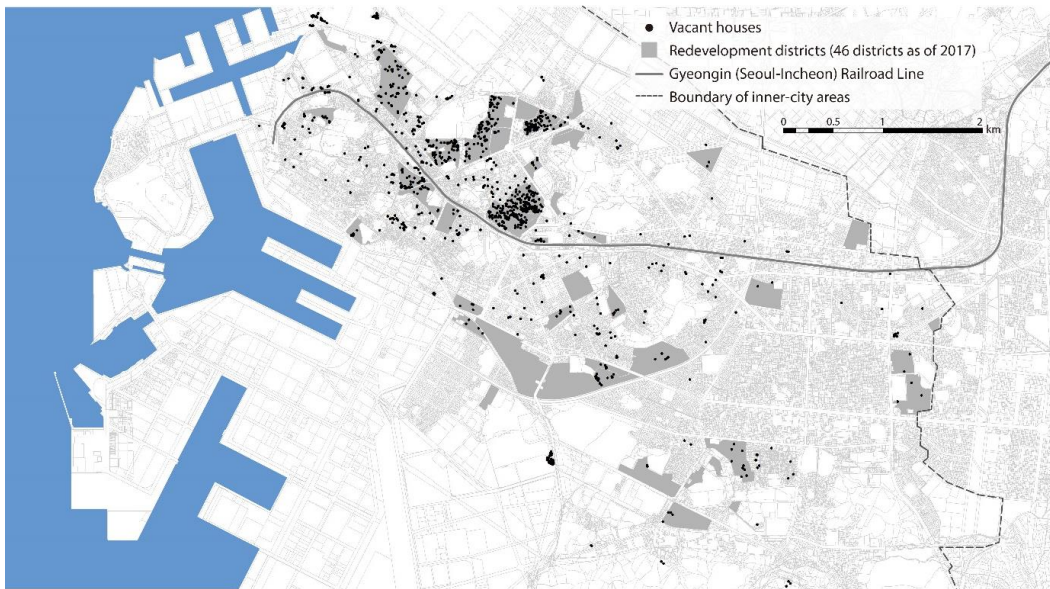 Vacant houses
Redevelopment districts (46 districts as of 2017)
Gyeongin (Seoul-Incheon) Railroad Line
Boundary of inner-city areas
0 0.5 1 2
km